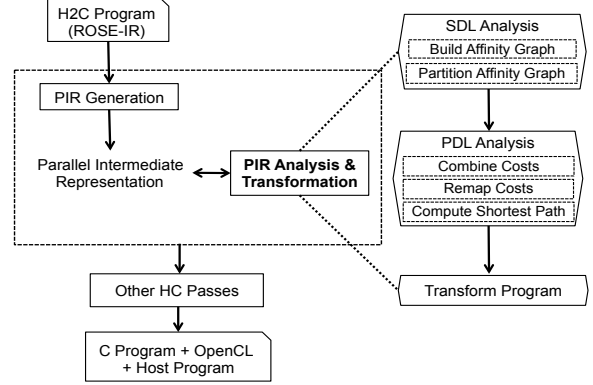 H2C Program
(ROSE-IR)
PIR Generation
Parallel Intermediate
Representation
PIR Analysis &
Transformation
Other HC Passes
C Program + OpenCL
+ Host Program
SDL Analysis
Build Affinity Graph
Partition Affinity Graph
PDL Analysis
Combine Costs
Remap Costs
Compute Shortest Path
Transform Program